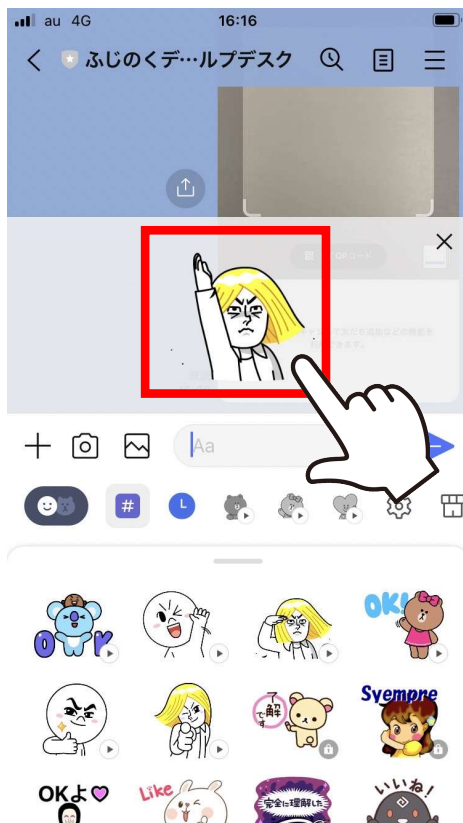 au 4G 16:16
ふじのくデ…ルプデスク
Aa
#
OK
OK!
了解です
Syempre
OKよ♡
Like
完全に理解した
いいね!